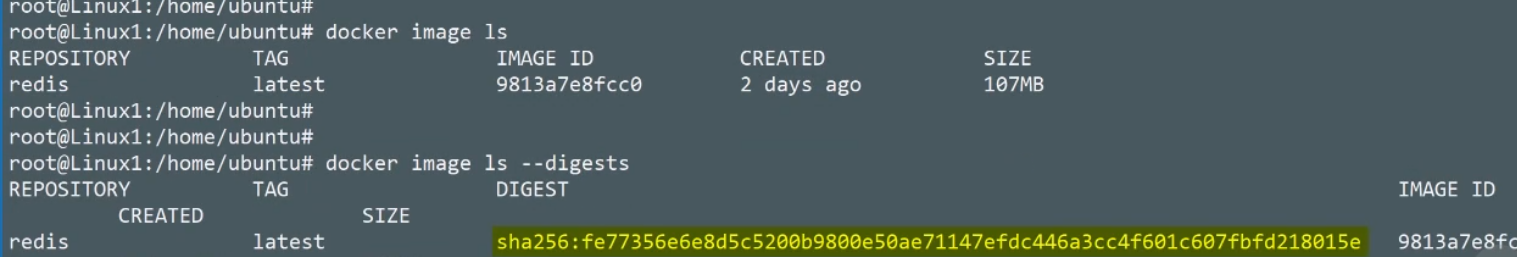 root@Linux1:/home/ubuntu#
root@Linux1:/home/ubuntu# docker image ls
REPOSITORY TAG IMAGE ID CREATED SIZE
redis latest 9813a7e8fcc0 2 days ago 107MB
root@Linux1:/home/ubuntu#
root@Linux1:/home/ubuntu#
root@Linux1:/home/ubuntu# docker image ls --digests
REPOSITORY TAG DIGEST IMAGE ID
CREATED SIZE
redis latest sha256:fe77356e6e8d5c5200b9800e50ae71147efdc446a3cc4f601c607fbfd218015e 9813a7e8fc